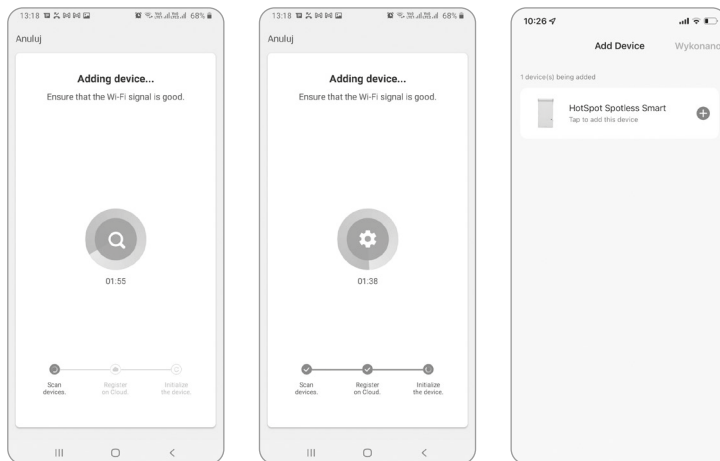 13:18
68%
Anuluj
Adding device...
Ensure that the Wi-Fi signal is good.
01:55
Scan
devices.
Register
on Cloud.
Initialize
the device.
13:18
68%
Anuluj
Adding device...
Ensure that the Wi-Fi signal is good.
01:38
Scan
devices.
Register
on Cloud.
Initialize
the device.
10:26
Add Device Wykonano
1 device(s) being added
HotSpot Spotless Smart
Tap to add this device